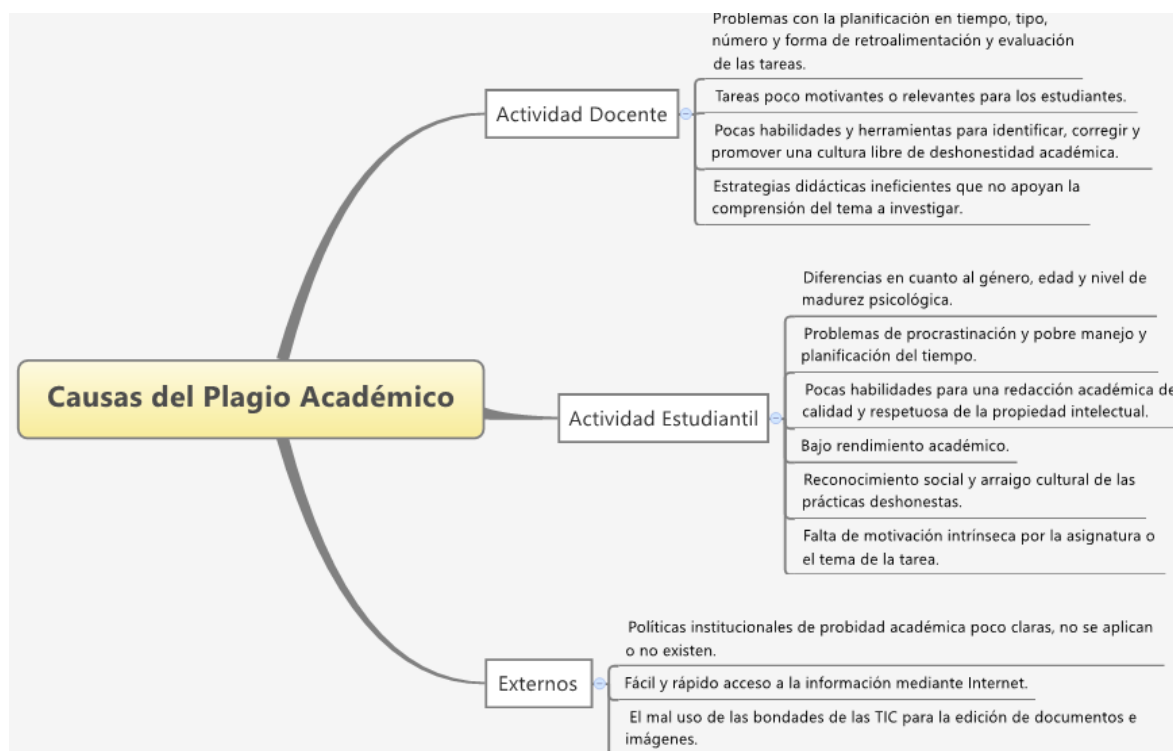 Problemas con la planificación en tiempo, tipo,
número y forma de retroalimentación y evaluación
de las tareas.
Actividad Docente
Tareas poco motivantes o relevantes para los estudiantes.
Pocas habilidades y herramientas para identificar, corregir y
promover una cultura libre de deshonestidad académica.
Estrategias didácticas ineficientes que no apoyan la
comprensión del tema a investigar.
Causas del Plagio Académico
Actividad Estudiantil
Diferencias en cuanto al género, edad y nivel de
madurez psicológica.
Problemas de procrastinación y pobre manejo y
planificación del tiempo.
Pocas habilidades para una redacción académica de
calidad y respetuosa de la propiedad intelectual.
Bajo rendimiento académico.
Reconocimiento social y arraigo cultural de las
prácticas deshonestas.
Falta de motivación intrínseca por la asignatura o
el tema de la tarea.
Externos
Políticas institucionales de probidad académica poco claras, no se aplican
o no existen.
Fácil y rápido acceso a la información mediante Internet.
El mal uso de las bondades de las TIC para la edición de documentos e
imágenes.